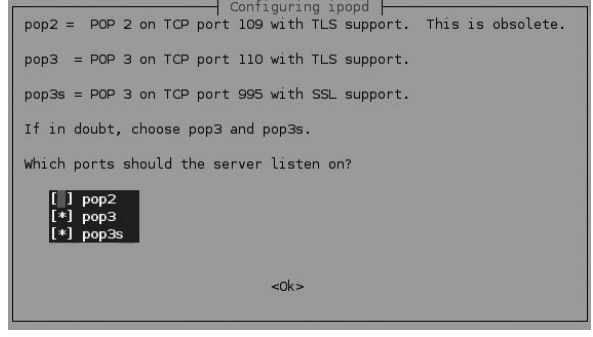 Configuring ipopd
pop2 =  POP 2 on TCP port 109 with TLS support.  This is obsolete.
pop3  = POP 3 on TCP port 110 with TLS support.
pop3s = POP 3 on TCP port 995 with SSL support.
If in doubt, choose pop3 and pop3s.
Which ports should the server listen on?
[ ] pop2
[*] pop3
[*] pop3s
<Ok>